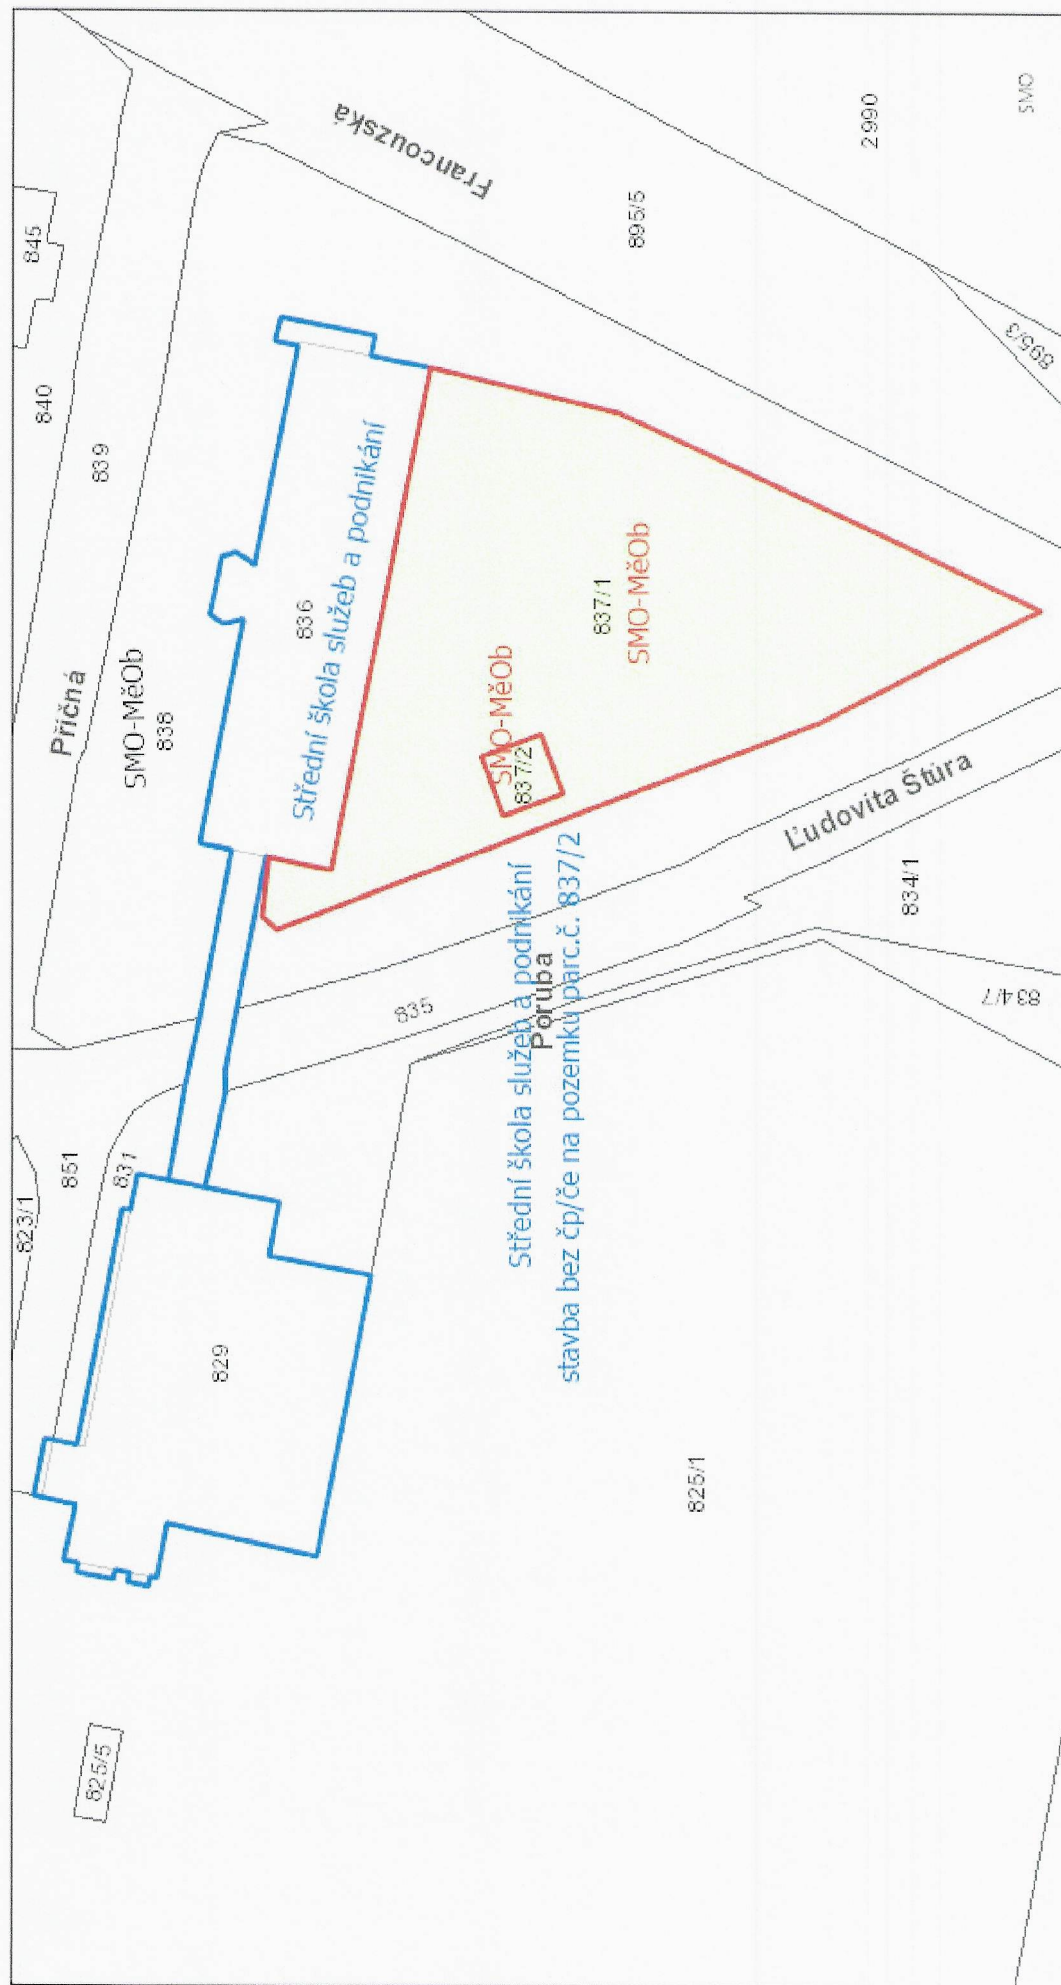 823/1
851
831
829
825/5
825/1
Příčná
SMO-MěOb
838
845
840
839
Francouzská
895/5
2990
SMO
895/3
836
Střední škola služeb a podnikání
837/1
SMO-MěOb
SMO-MěOb
837/2
Ľudovíta Štúra
834/1
834/7
835
Střední škola služeb a podnikání
Poruba
stavba bez čp/če na pozemku parc.č. 837/2